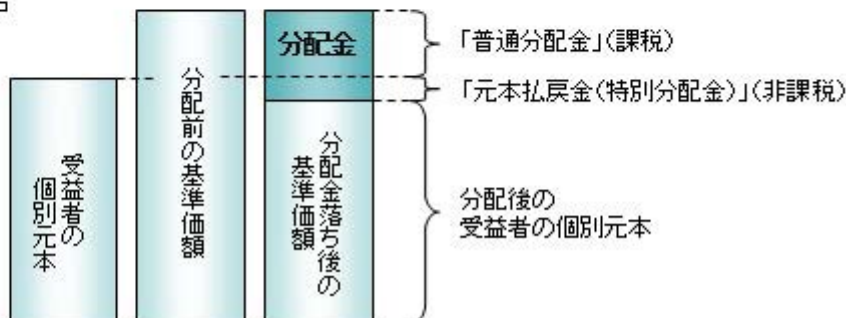 分配金
「普通分配金」(課税)
「元本払戻金(特別分配金)」(非課税)
受益者の
個別元本
分配前の基準価額
分配金落ち後の
基準価額
分配後の
受益者の個別元本